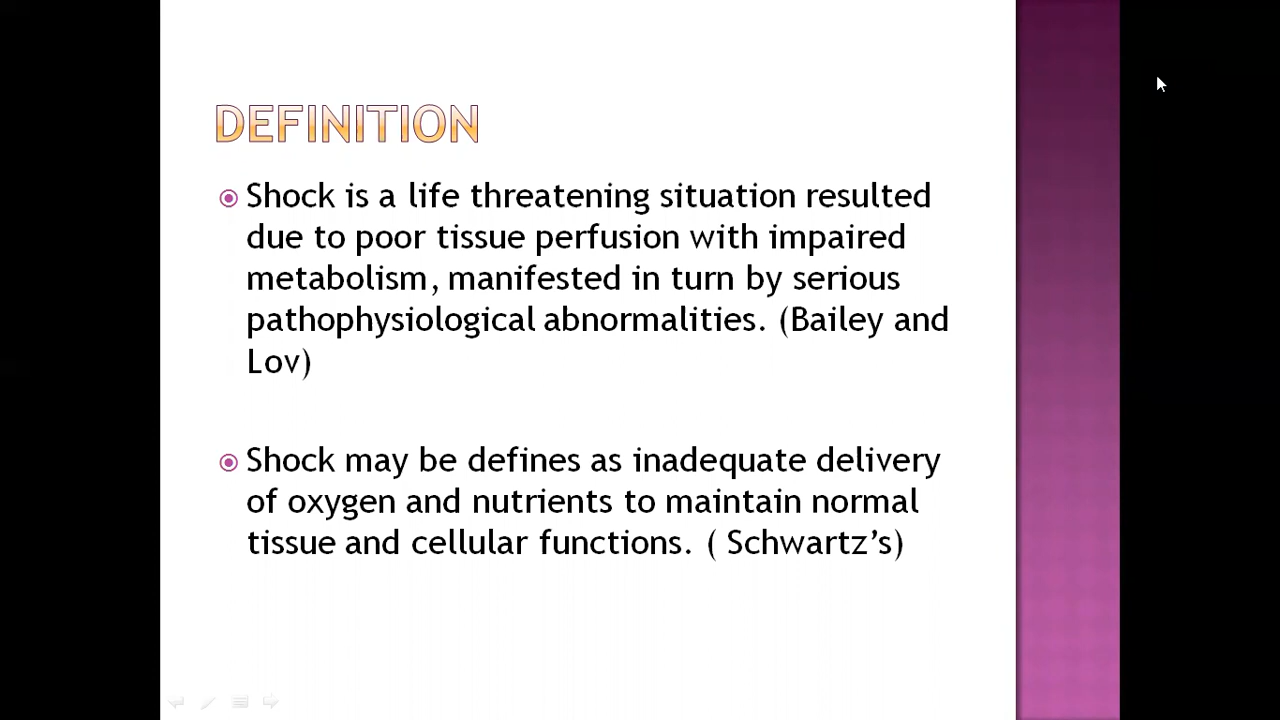 DEFINITION
Shock is a life threatening situation resulted
due to poor tissue perfusion with impaired
metabolism, manifested in turn by serious
pathophysiological abnormalities. (Bailey and
Lov)
Shock may be defines as inadequate delivery
of oxygen and nutrients to maintain normal
tissue and cellular functions. ( Schwartz’s)